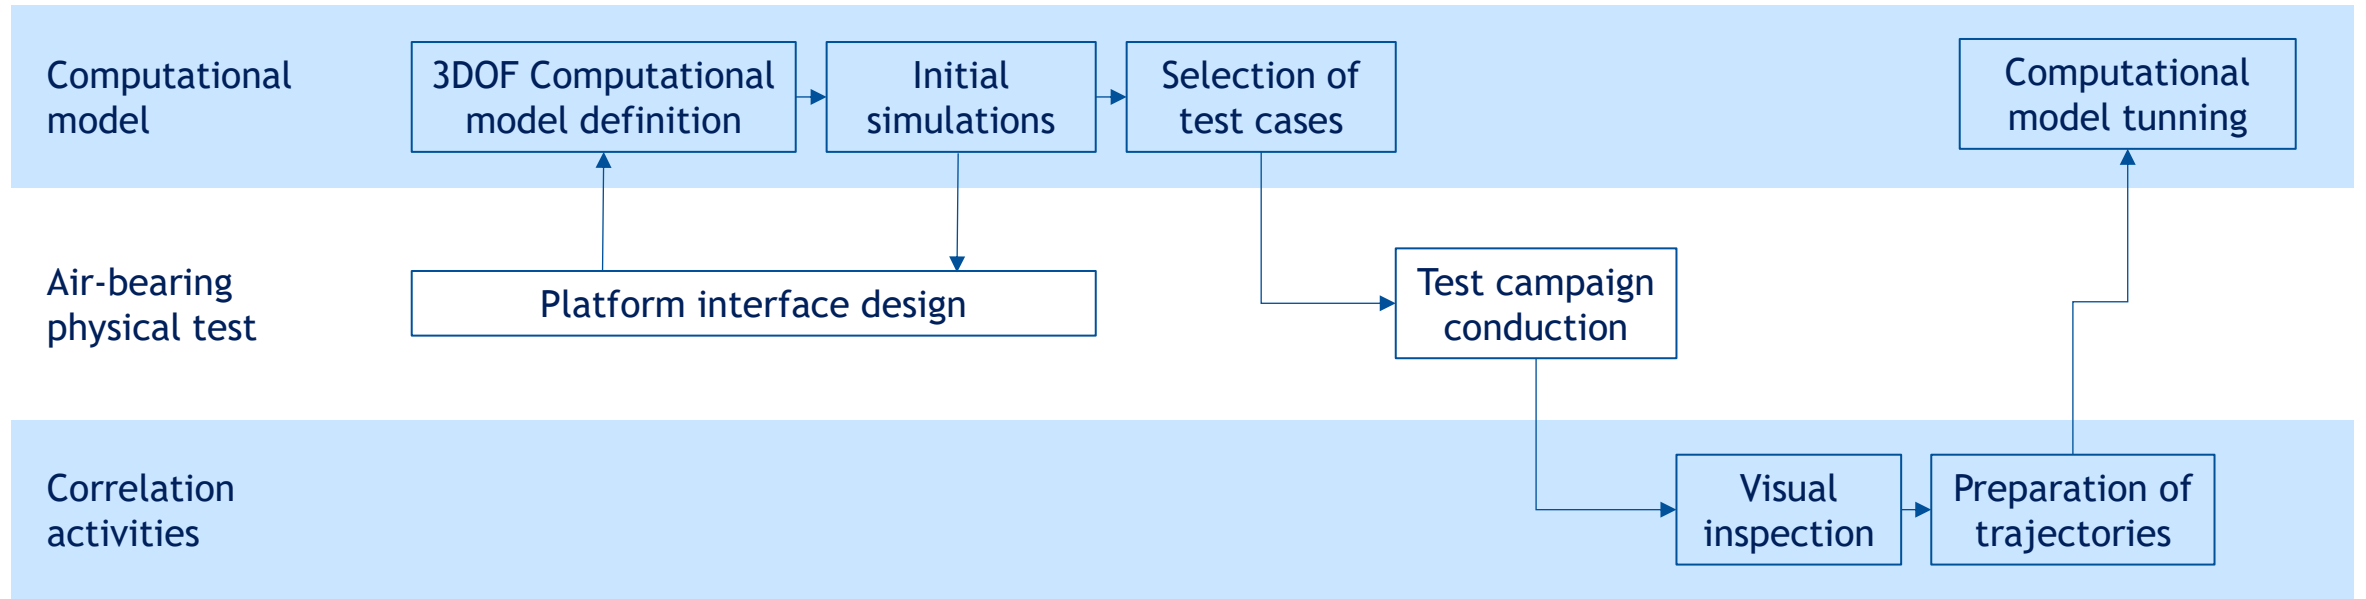 Computational
model
3DOF Computational
model definition
Initial
simulations
Selection of
test cases
Computational
model tunning
Air-bearing
physical test
Platform interface design
Test campaign
conduction
Correlation
activities
Visual
inspection
Preparation of
trajectories